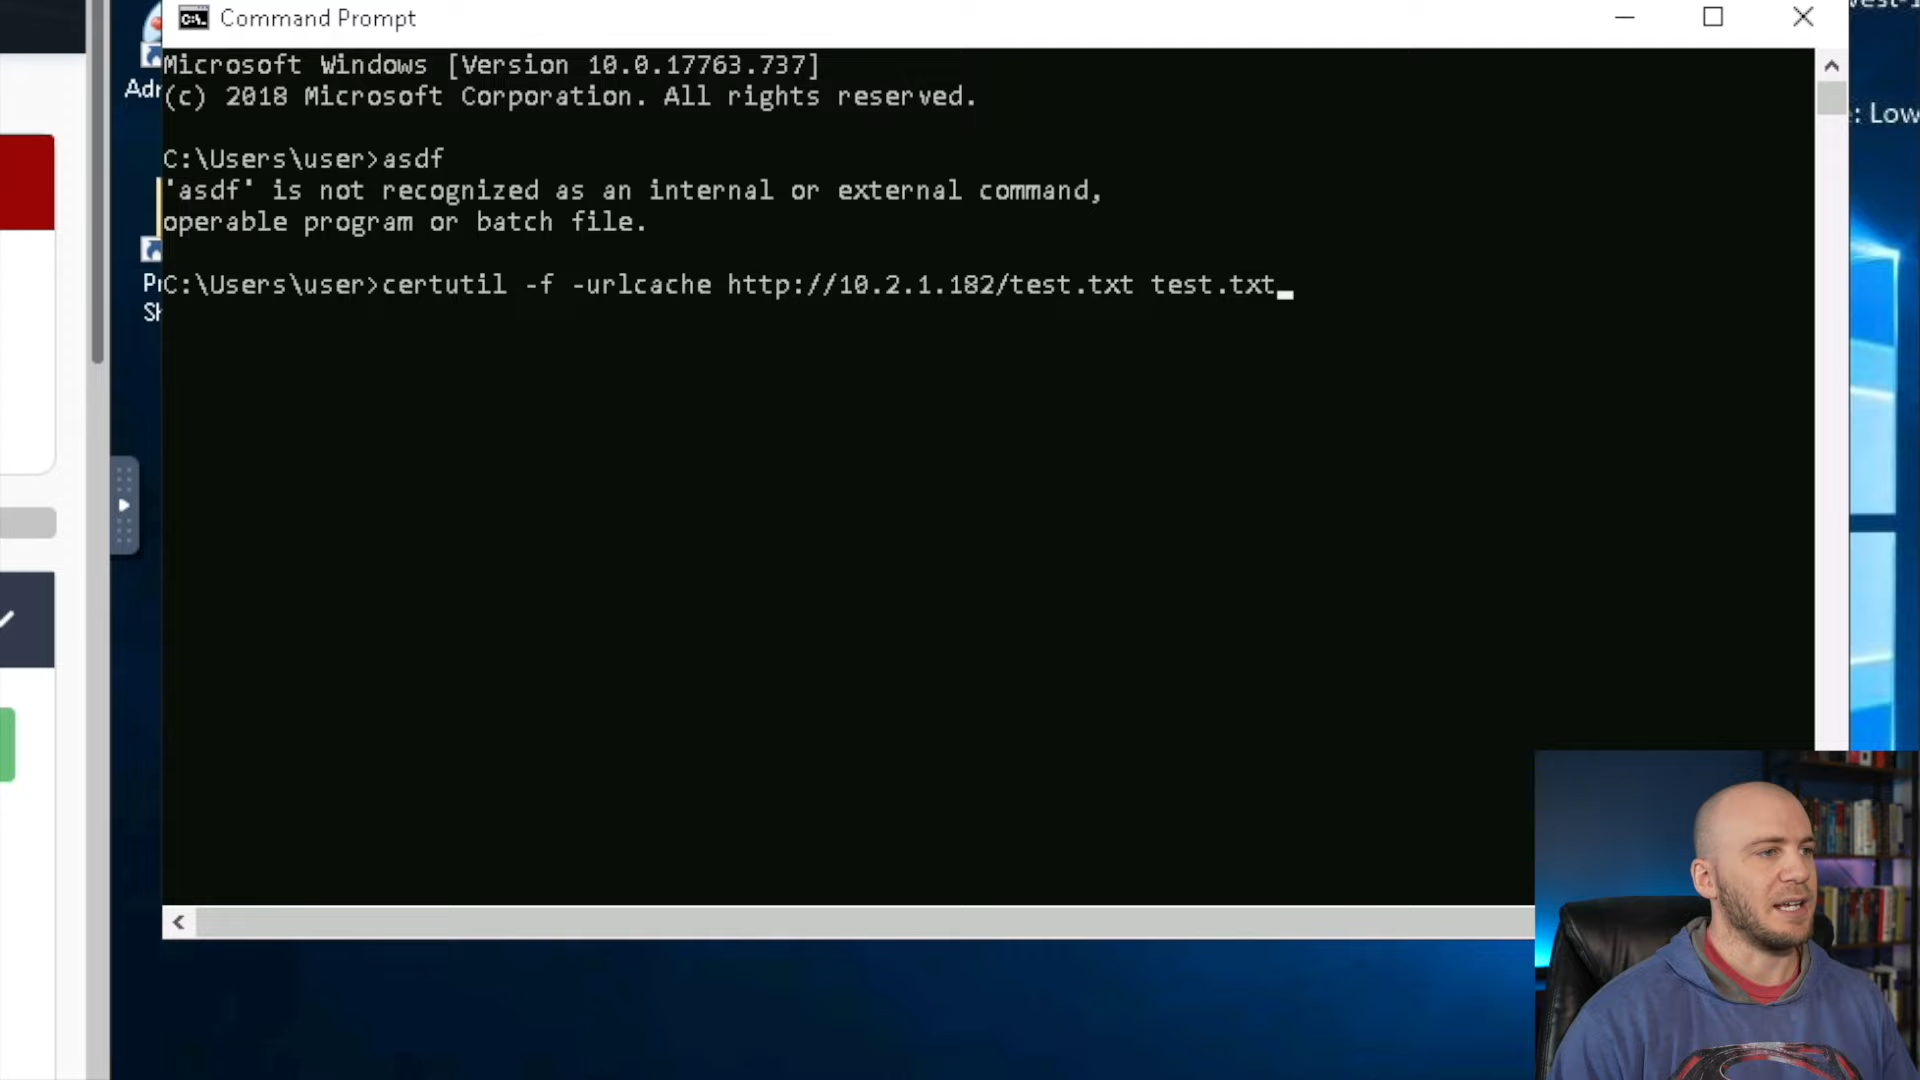 Command Prompt
Microsoft Windows [Version 10.0.17763.737]
(c) 2018 Microsoft Corporation. All rights reserved.
C:\Users\user>asdf
'asdf' is not recognized as an internal or external command,
operable program or batch file.
C:\Users\user>certutil -f -urlcache http://10.2.1.182/test.txt test.txt
: Low